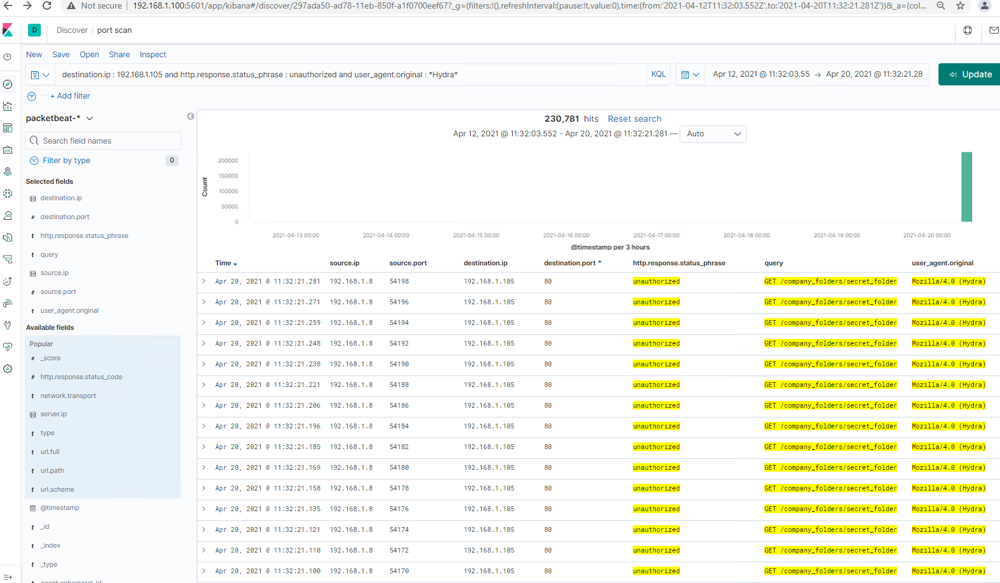 Not secure | 192.168.1.100:5601/app/kibana#/discover/297ada50-ad78-11eb-850f-a1f0700eef67?_g=(filters:!(),refreshInterval:(pause:!t,value:0),time:(from:'2021-04-12T11:32:03.552Z',to:'2021-04-20T11:32:21.281Z'))&_a=(col...
D Discover / port scan
New Save Open Share Inspect
destination.ip : 192.168.1.105 and http.response.status_phrase : unauthorized and user_agent.original : *Hydra* KQL Apr 12, 2021 @ 11:32:03.55 → Apr 20, 2021 @ 11:32:21.28 Update
+ Add filter
packetbeat-*
Search field names
Filter by type 0
Selected fields
destination.ip
# destination.port
t http.response.status_phrase
t query
source.ip
# source.port
t user_agent.original
Available fields
Popular
# _score
# http.response.status_code
t network.transport
server.ip
t type
t url.full
t url.path
t url.scheme
@timestamp
t _id
t _index
t _type
t agent.ephemeral_id
230,781 hits Reset search
Apr 12, 2021 @ 11:32:03.552 - Apr 20, 2021 @ 11:32:21.281 — Auto
Count
200000
150000
100000
50000
0
2021-04-13 00:00 2021-04-14 00:00 2021-04-15 00:00 2021-04-16 00:00 2021-04-17 00:00 2021-04-18 00:00 2021-04-19 00:00 2021-04-20 00:00
@timestamp per 3 hours
Time source.ip source.port destination.ip destination.port http.response.status_phrase query user_agent.original
Apr 20, 2021 @ 11:32:21.281 192.168.1.8 54198 192.168.1.105 80 unauthorized GET /company_folders/secret_folder Mozilla/4.0 (Hydra)
Apr 20, 2021 @ 11:32:21.271 192.168.1.8 54196 192.168.1.105 80 unauthorized GET /company_folders/secret_folder Mozilla/4.0 (Hydra)
Apr 20, 2021 @ 11:32:21.259 192.168.1.8 54194 192.168.1.105 80 unauthorized GET /company_folders/secret_folder Mozilla/4.0 (Hydra)
Apr 20, 2021 @ 11:32:21.248 192.168.1.8 54192 192.168.1.105 80 unauthorized GET /company_folders/secret_folder Mozilla/4.0 (Hydra)
Apr 20, 2021 @ 11:32:21.238 192.168.1.8 54190 192.168.1.105 80 unauthorized GET /company_folders/secret_folder Mozilla/4.0 (Hydra)
Apr 20, 2021 @ 11:32:21.221 192.168.1.8 54188 192.168.1.105 80 unauthorized GET /company_folders/secret_folder Mozilla/4.0 (Hydra)
Apr 20, 2021 @ 11:32:21.206 192.168.1.8 54186 192.168.1.105 80 unauthorized GET /company_folders/secret_folder Mozilla/4.0 (Hydra)
Apr 20, 2021 @ 11:32:21.196 192.168.1.8 54184 192.168.1.105 80 unauthorized GET /company_folders/secret_folder Mozilla/4.0 (Hydra)
Apr 20, 2021 @ 11:32:21.185 192.168.1.8 54182 192.168.1.105 80 unauthorized GET /company_folders/secret_folder Mozilla/4.0 (Hydra)
Apr 20, 2021 @ 11:32:21.169 192.168.1.8 54180 192.168.1.105 80 unauthorized GET /company_folders/secret_folder Mozilla/4.0 (Hydra)
Apr 20, 2021 @ 11:32:21.158 192.168.1.8 54178 192.168.1.105 80 unauthorized GET /company_folders/secret_folder Mozilla/4.0 (Hydra)
Apr 20, 2021 @ 11:32:21.135 192.168.1.8 54176 192.168.1.105 80 unauthorized GET /company_folders/secret_folder Mozilla/4.0 (Hydra)
Apr 20, 2021 @ 11:32:21.121 192.168.1.8 54174 192.168.1.105 80 unauthorized GET /company_folders/secret_folder Mozilla/4.0 (Hydra)
Apr 20, 2021 @ 11:32:21.110 192.168.1.8 54172 192.168.1.105 80 unauthorized GET /company_folders/secret_folder Mozilla/4.0 (Hydra)
Apr 20, 2021 @ 11:32:21.100 192.168.1.8 54170 192.168.1.105 80 unauthorized GET /company_folders/secret_folder Mozilla/4.0 (Hydra)